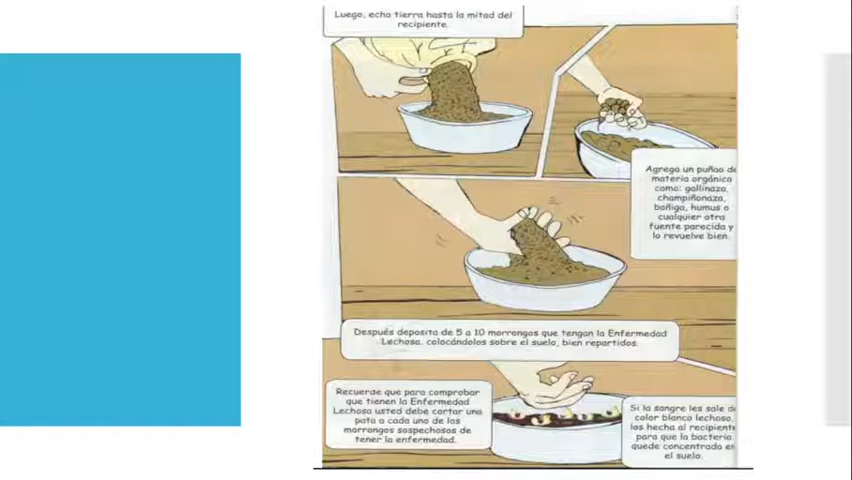 Luego, echa tierra hasta la mitad del
recipiente.
Agrega un puñao de
materia orgánica
como: gallinaza,
champiñonaza,
boñiga, humus o
cualquier otra
fuente parecida y
lo revuelve bien.
Después deposita de 5 a 10 morrongos que tengan la Enfermedad
Lechosa. colocándolos sobre el suelo, bien repartidos.
Recuerde que para comprobar
que tienen la Enfermedad
Lechosa usted debe cortar una
pata a cada uno de los
morrongos sospechosos de
tener la enfermedad.
Si la sangre les sale de
color blanco lechoso,
los hecha al recipiente
para que la bacteria
quede concentrada en
el suelo.